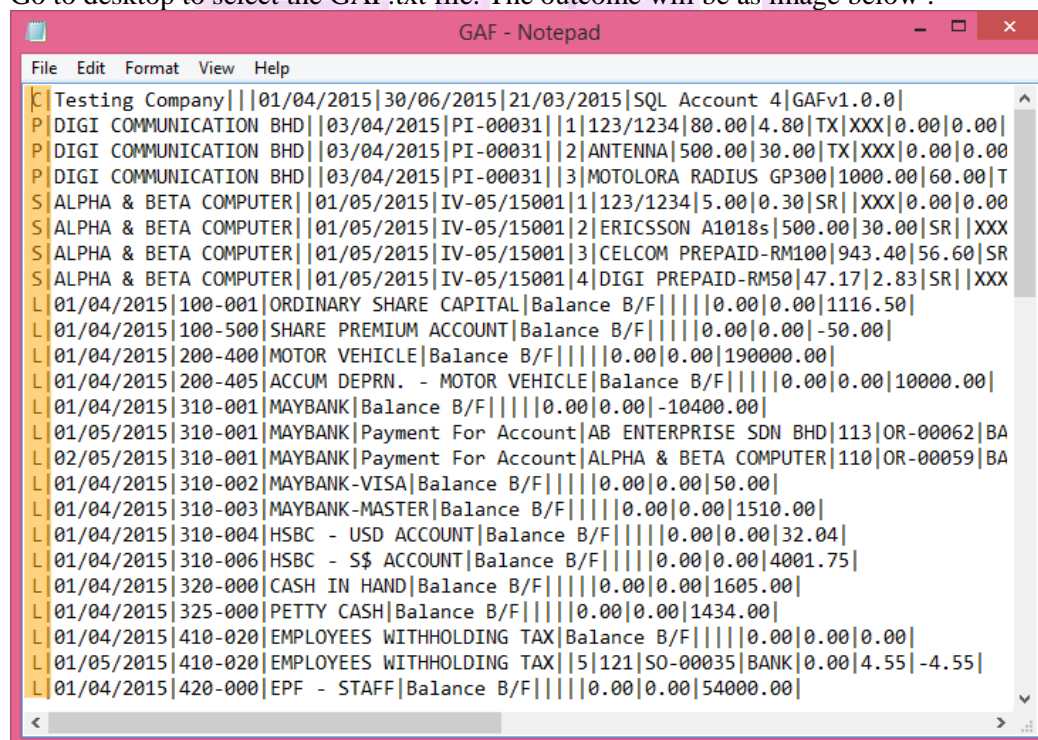 Go to desktop to select the GAF.txt file. The outcome will be as image below :
GAF - Notepad
File Edit Format View Help
C|Testing Company|||01/04/2015|30/06/2015|21/03/2015|SQL Account 4|GAFv1.0.0|
P|DIGI COMMUNICATION BHD||03/04/2015|PI-00031||1|123/1234|80.00|4.80|TX|XXX|0.00|0.00|
P|DIGI COMMUNICATION BHD||03/04/2015|PI-00031||2|ANTENNA|500.00|30.00|TX|XXX|0.00|0.00
P|DIGI COMMUNICATION BHD||03/04/2015|PI-00031||3|MOTOLORA RADIUS GP300|1000.00|60.00|T
S|ALPHA & BETA COMPUTER||01/05/2015|IV-05/15001|1|123/1234|5.00|0.30|SR||XXX|0.00|0.00
S|ALPHA & BETA COMPUTER||01/05/2015|IV-05/15001|2|ERICSSON A1018s|500.00|30.00|SR||XXX
S|ALPHA & BETA COMPUTER||01/05/2015|IV-05/15001|3|CELCOM PREPAID-RM100|943.40|56.60|SR
S|ALPHA & BETA COMPUTER||01/05/2015|IV-05/15001|4|DIGI PREPAID-RM50|47.17|2.83|SR||XXX
L|01/04/2015|100-001|ORDINARY SHARE CAPITAL|Balance B/F|||||0.00|0.00|1116.50|
L|01/04/2015|100-500|SHARE PREMIUM ACCOUNT|Balance B/F|||||0.00|0.00|-50.00|
L|01/04/2015|200-400|MOTOR VEHICLE|Balance B/F|||||0.00|0.00|190000.00|
L|01/04/2015|200-405|ACCUM DEPRN. - MOTOR VEHICLE|Balance B/F|||||0.00|0.00|10000.00|
L|01/04/2015|310-001|MAYBANK|Balance B/F|||||0.00|0.00|-10400.00|
L|01/05/2015|310-001|MAYBANK|Payment For Account|AB ENTERPRISE SDN BHD|113|OR-00062|BA
L|02/05/2015|310-001|MAYBANK|Payment For Account|ALPHA & BETA COMPUTER|110|OR-00059|BA
L|01/04/2015|310-002|MAYBANK-VISA|Balance B/F|||||0.00|0.00|50.00|
L|01/04/2015|310-003|MAYBANK-MASTER|Balance B/F|||||0.00|0.00|1510.00|
L|01/04/2015|310-004|HSBC - USD ACCOUNT|Balance B/F|||||0.00|0.00|32.04|
L|01/04/2015|310-006|HSBC - S$ ACCOUNT|Balance B/F|||||0.00|0.00|4001.75|
L|01/04/2015|320-000|CASH IN HAND|Balance B/F|||||0.00|0.00|1605.00|
L|01/04/2015|325-000|PETTY CASH|Balance B/F|||||0.00|0.00|1434.00|
L|01/04/2015|410-020|EMPLOYEES WITHHOLDING TAX|Balance B/F|||||0.00|0.00|0.00|
L|01/05/2015|410-020|EMPLOYEES WITHHOLDING TAX||5|121|SO-00035|BANK|0.00|4.55|-4.55|
L|01/04/2015|420-000|EPF - STAFF|Balance B/F|||||0.00|0.00|54000.00|